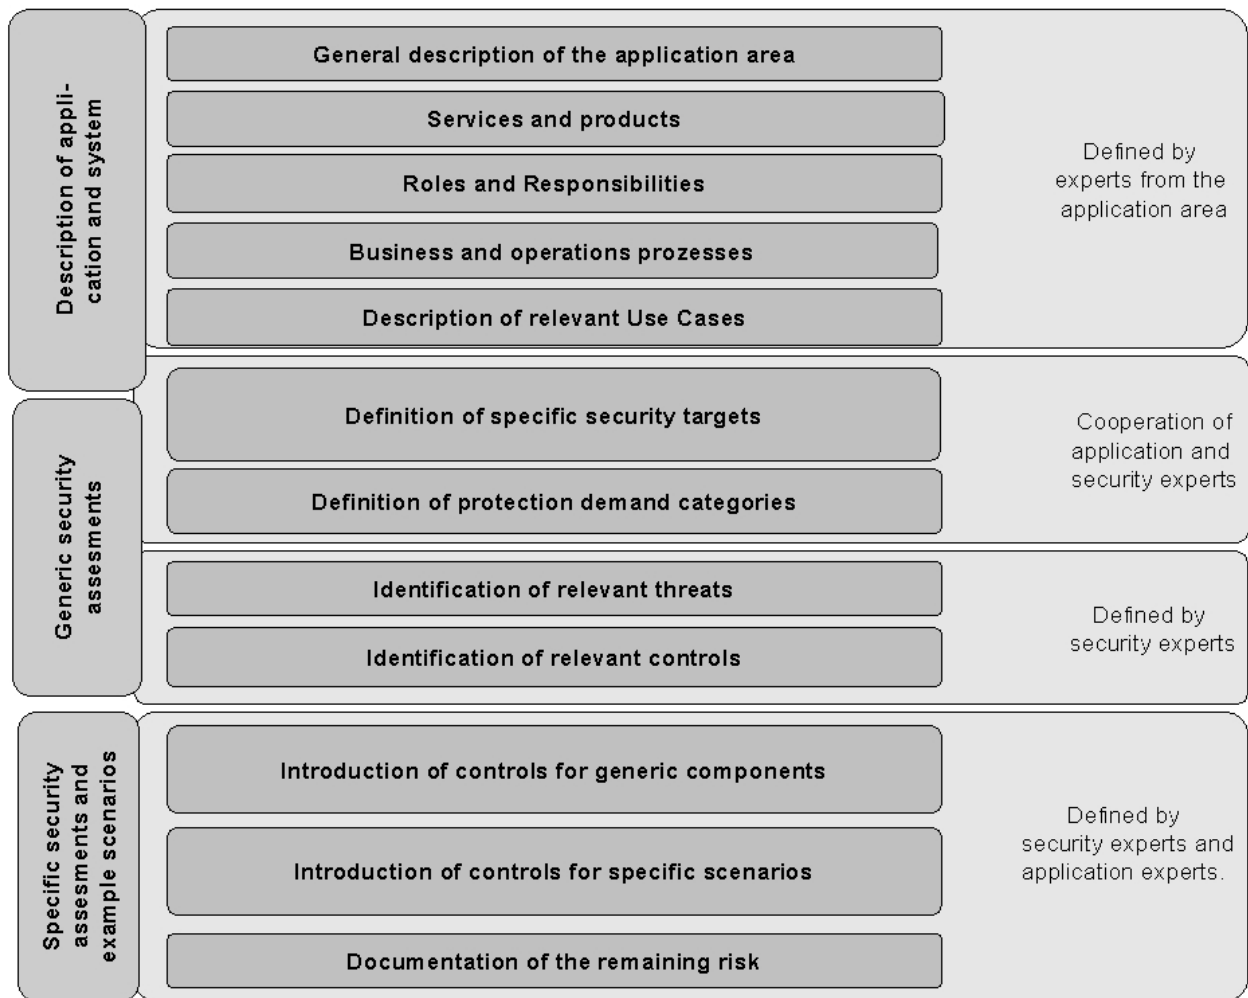 Description of appli-
cation and system
General description of the application area
Services and products
Roles and Responsibilities
Business and operations prozesses
Description of relevant Use Cases
Defined by
experts from the
application area
Generic security
assesments
Definition of specific security targets
Definition of protection demand categories
Cooperation of
application and
security experts
Identification of relevant threats
Identification of relevant controls
Defined by
security experts
Specific security
assesments and
example scenarios
Introduction of controls for generic components
Introduction of controls for specific scenarios
Documentation of the remaining risk
Defined by
security experts and
application experts.